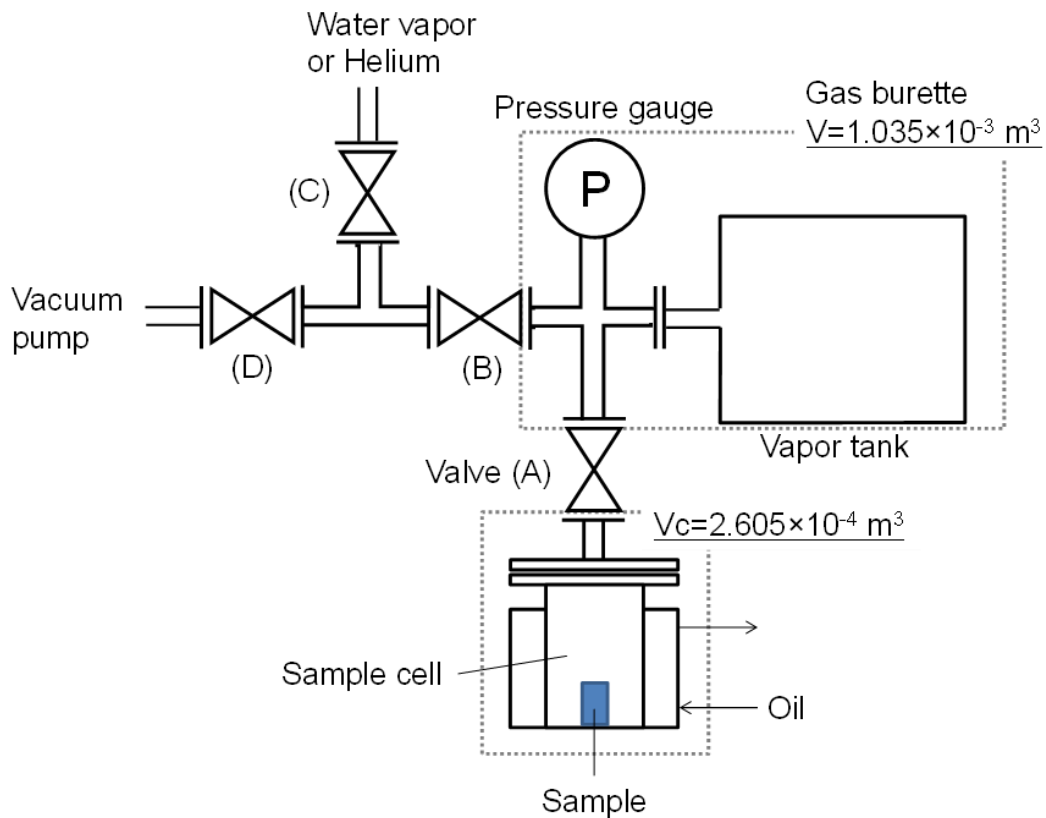 Water vapor
or Helium
Pressure gauge
Gas burette
V=1.035×10⁻³ m³
P
(C)
Vacuum
pump
(D)
(B)
Vapor tank
Valve (A)
Vc=2.605×10⁻⁴ m³
Sample cell
Oil
Sample